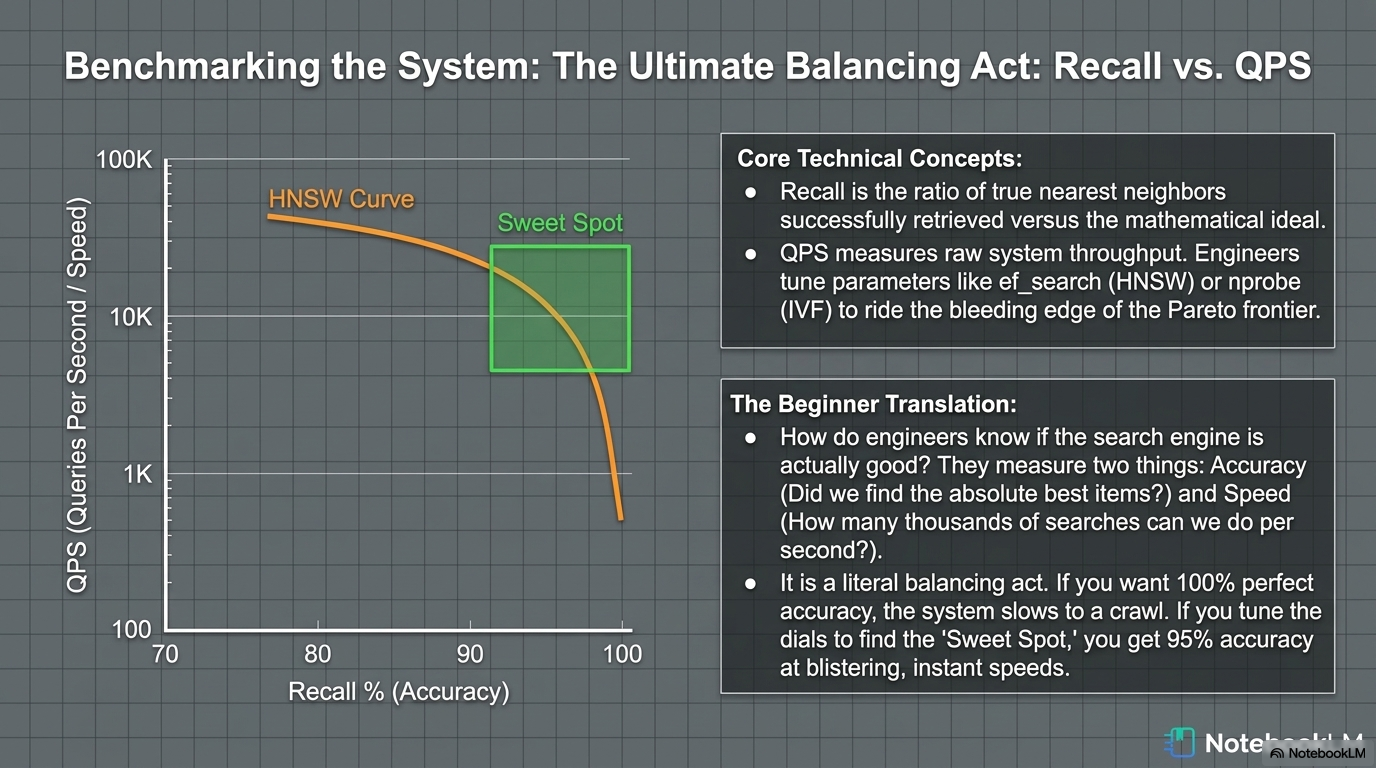 Benchmarking the System: The Ultimate Balancing Act: Recall vs. QPS
QPS (Queries Per Second / Speed)
100K
10K
1K
100
HNSW Curve
Sweet Spot
70 80 90 100
Recall % (Accuracy)
Core Technical Concepts:
● Recall is the ratio of true nearest neighbors
successfully retrieved versus the mathematical ideal.
● QPS measures raw system throughput. Engineers
tune parameters like ef_search (HNSW) or nprobe
(IVF) to ride the bleeding edge of the Pareto frontier.
The Beginner Translation:
● How do engineers know if the search engine is
actually good? They measure two things: Accuracy
(Did we find the absolute best items?) and Speed
(How many thousands of searches can we do per
second?).
● It is a literal balancing act. If you want 100% perfect
accuracy, the system slows to a crawl. If you tune the
dials to find the 'Sweet Spot,' you get 95% accuracy
at blistering, instant speeds.
NotebookLM
NotebookLM